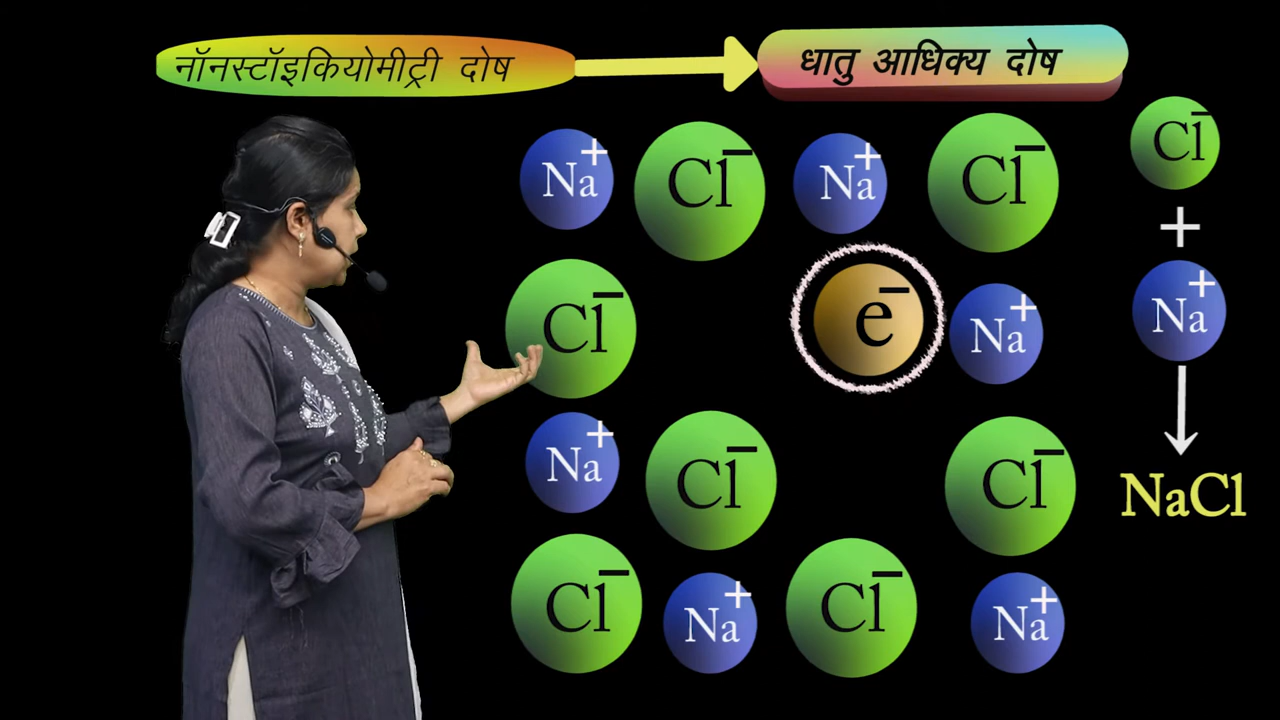 नॉनस्टॉइकियोमीट्री दोष
धातु आधिक्य दोष
Na+ Cl− Na+ Cl− Cl−
+
Cl− e− Na+ Na+
Na+ Cl− Cl− NaCl
Cl− Na+ Cl− Na+